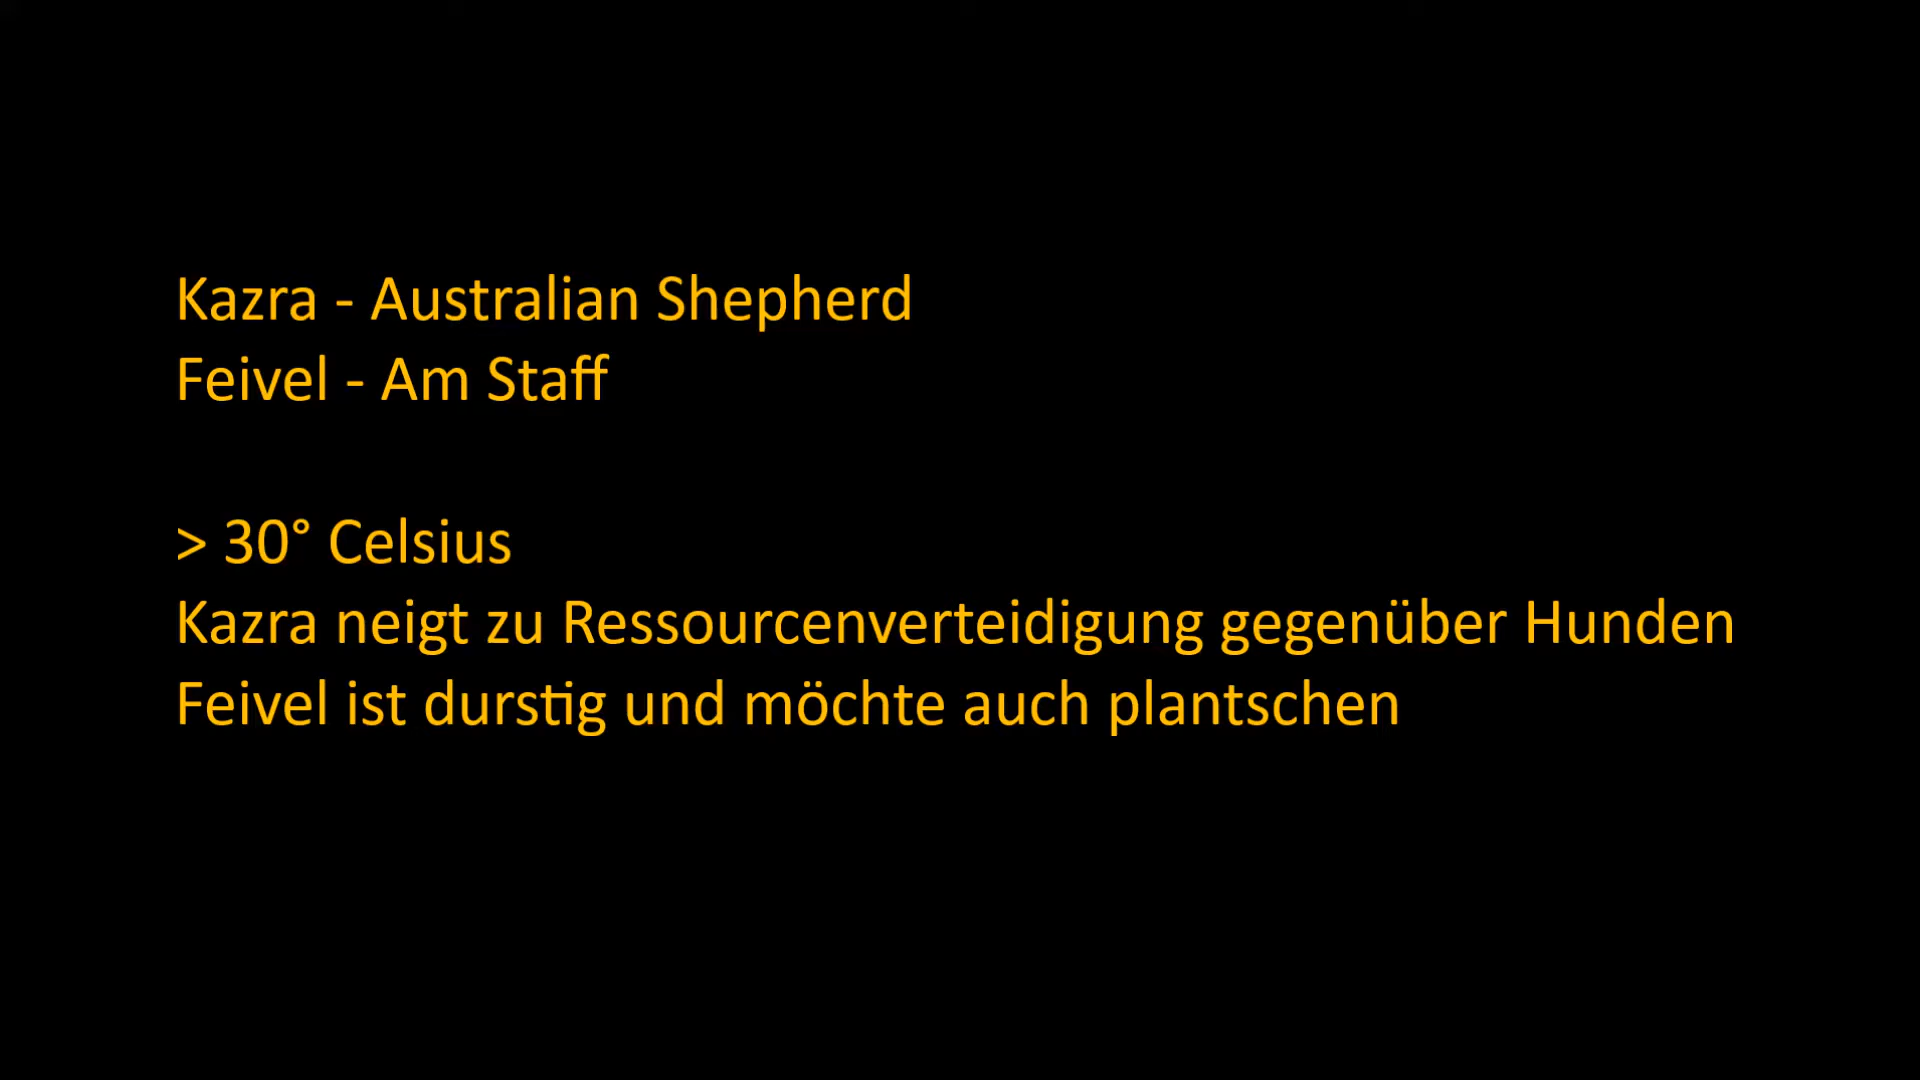 Kazra - Australian Shepherd
Feivel - Am Staff
> 30° Celsius
Kazra neigt zu Ressourcenverteidigung gegenüber Hunden
Feivel ist durstig und möchte auch plantschen